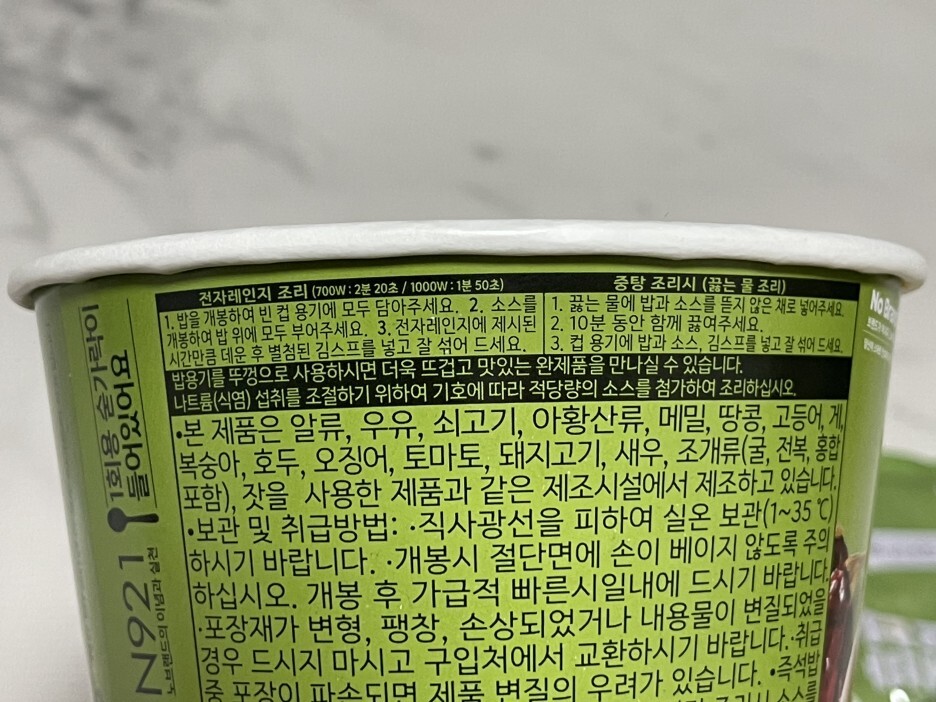 전자레인지 조리 (700W : 2분 20초 / 1000W : 1분 50초)
1. 밥을 개봉하여 빈 컵 용기에 모두 담아주세요. 2. 소스를
개봉하여 밥 위에 모두 부어주세요. 3. 전자레인지에 제시된
시간만큼 데운 후 별첨된 김스프를 넣고 잘 섞어 드세요.
중탕 조리시 (끓는 물 조리)
1. 끓는 물에 밥과 소스를 뜯지 않은 채로 넣어주세요.
2. 10분 동안 함께 끓여주세요.
3. 컵 용기에 밥과 소스, 김스프를 넣고 잘 섞어 드세요.
밥용기를 뚜껑으로 사용하시면 더욱 뜨겁고 맛있는 완제품을 만나실 수 있습니다.
나트륨(식염) 섭취를 조절하기 위하여 기호에 따라 적당량의 소스를 첨가하여 조리하십시오.
•본 제품은 알류, 우유, 쇠고기, 아황산류, 메밀, 땅콩, 고등어, 게,
복숭아, 호두, 오징어, 토마토, 돼지고기, 새우, 조개류(굴, 전복, 홍합
포함), 잣을 사용한 제품과 같은 제조시설에서 제조하고 있습니다.
•보관 및 취급방법: ·직사광선을 피하여 실온 보관(1~35 ℃)
하시기 바랍니다. ·개봉시 절단면에 손이 베이지 않도록 주의
하십시오. 개봉 후 가급적 빠른시일내에 드시기 바랍니다.
·포장재가 변형, 팽창, 손상되었거나 내용물이 변질되었을
경우 드시지 마시고 구입처에서 교환하시기 바랍니다. ·취급
중 포장이 파손되면 제품 변질의 우려가 있습니다. •즉석밥
조리시 소스를
1회용 숟가락이
들어있어요
N921
노브랜드의 이념과 실천
No Bran